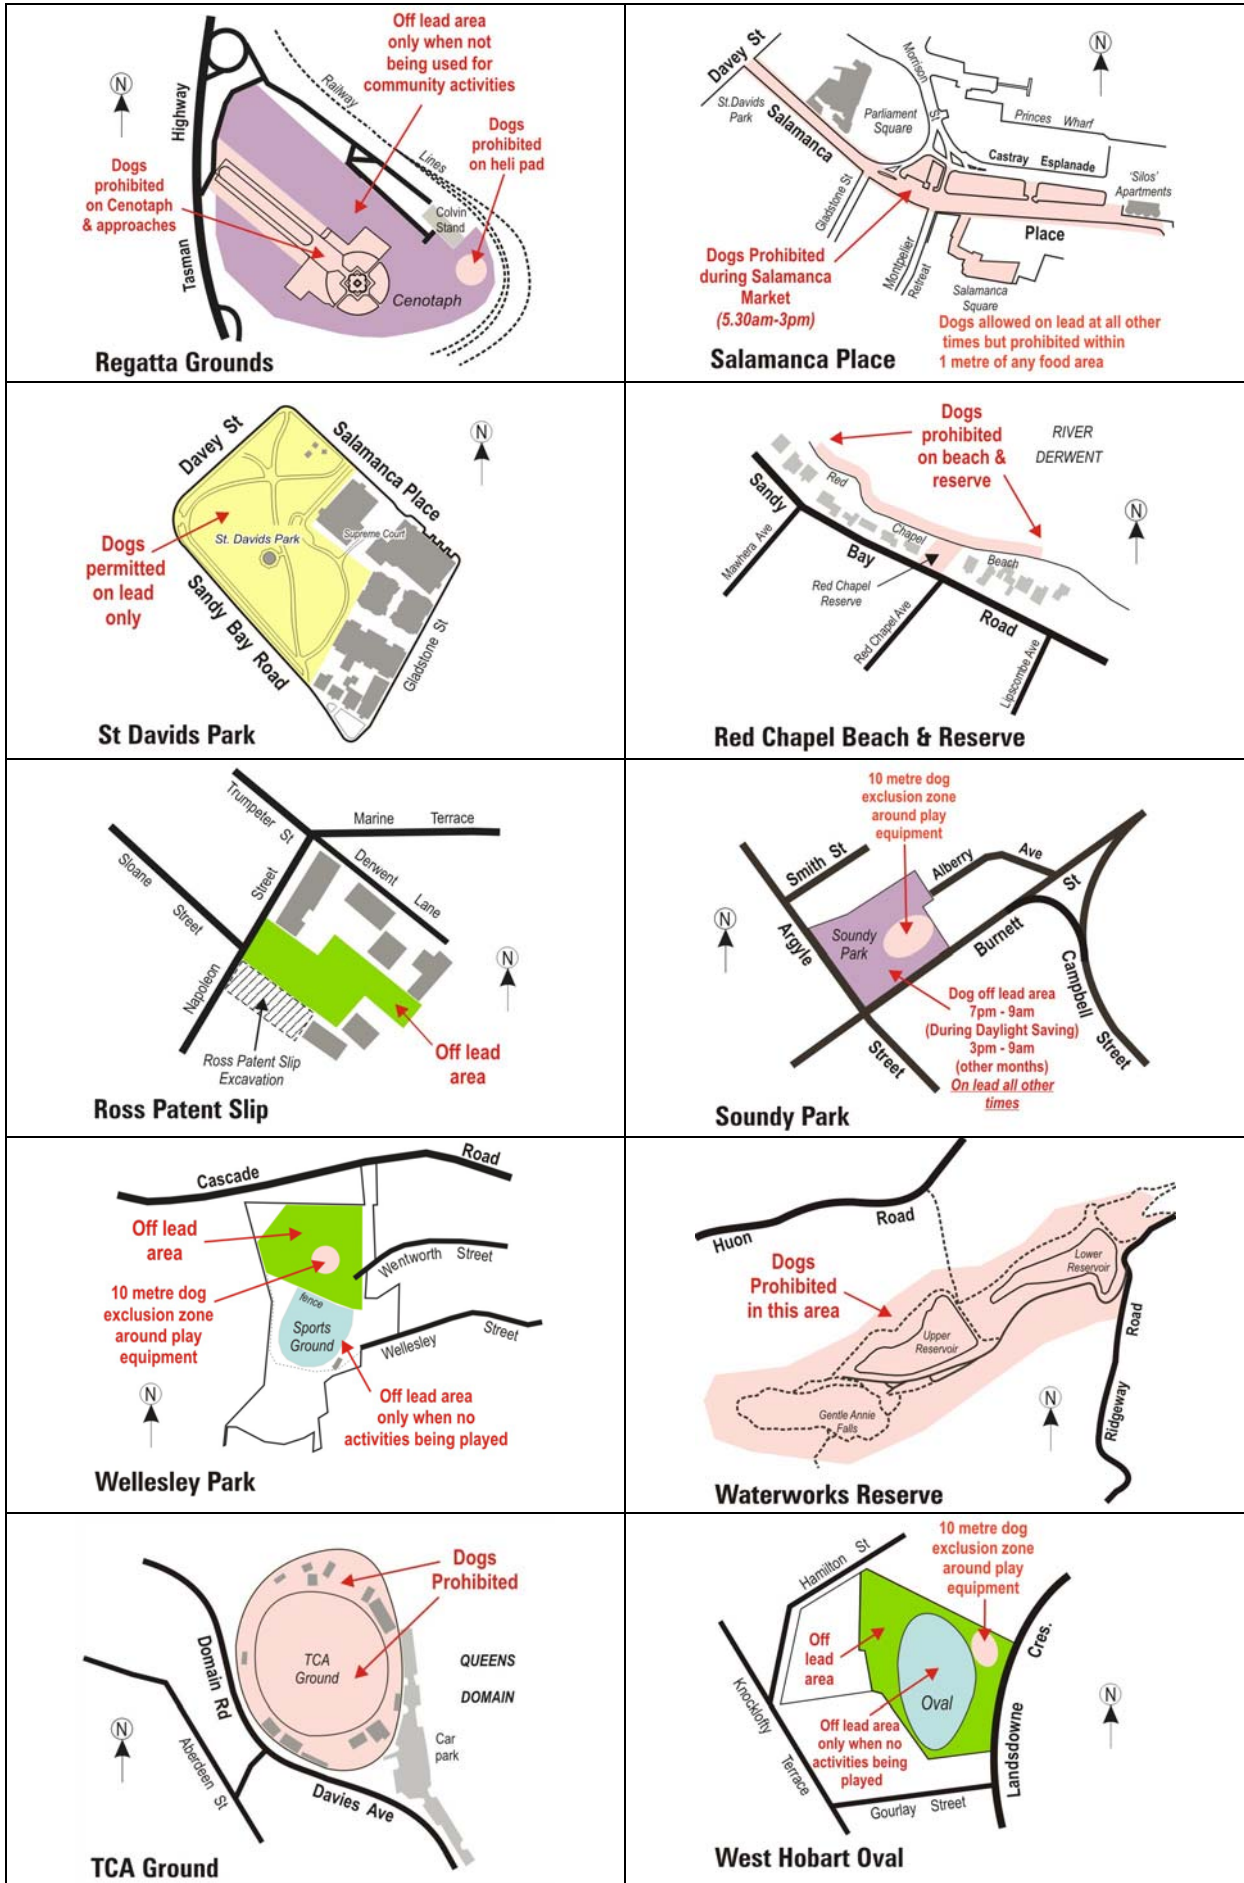 Off lead area
only when not
being used for
community activities
N
Highway
Tasman
Railway
Lines
Dogs
prohibited
on heli pad
Dogs
prohibited
on Cenotaph
& approaches
Colvin
Stand
Cenotaph
Regatta Grounds
Davey St
St.Davids
Park
Salamanca
Parliament
Square
Morrison
St
N
Princes Wharf
Castray Esplanade
'Silos'
Apartments
Gladstone St
Montpelier
Retreat
Place
Salamanca
Square
Dogs Prohibited
during Salamanca
Market
(5.30am-3pm)
Dogs allowed on lead at all other
times but prohibited within
1 metre of any food area
Salamanca Place
Davey St
Salamanca Place
N
St. Davids Park
Supreme Court
Dogs
permitted
on lead
only
Sandy Bay Road
Gladstone St
St Davids Park
Dogs
prohibited
on beach &
reserve
RIVER
DERWENT
N
Sandy
Bay
Road
Red
Chapel
Beach
Mawhera Ave
Red Chapel
Reserve
Red Chapel Ave
Lipscombe Ave
Red Chapel Beach & Reserve
Trumpeter St
Marine Terrace
Sloane
Street
Street
Derwent
Lane
Napoleon
N
Ross Patent Slip
Excavation
Off lead
area
Ross Patent Slip
10 metre dog
exclusion zone
around play
equipment
Smith St
Alberry Ave
St
N
Argyle
Soundy
Park
Burnett
Campbell
Street
Street
Dog off lead area
7pm - 9am
(During Daylight Saving)
3pm - 9am
(other months)
On lead all other
times
Soundy Park
Cascade
Road
Off lead
area
Wentworth Street
10 metre dog
exclusion zone
around play
equipment
fence
Sports
Ground
Wellesley
Street
N
Off lead area
only when no
activities being played
Wellesley Park
Huon
Road
Dogs
Prohibited
in this area
Lower
Reservoir
Upper
Reservoir
Road
Ridgeway
Gentle Annie
Falls
N
Waterworks Reserve
Dogs
Prohibited
Domain Rd
TCA
Ground
QUEENS
DOMAIN
N
Aberdeen St
Car
park
Davies Ave
TCA Ground
10 metre dog
exclusion zone
around play
equipment
Hamilton St
Off
lead
area
Cres.
Knocklofty
Terrace
Oval
N
Off lead area
only when no
activities being
played
Landsdowne
Gourlay Street
West Hobart Oval